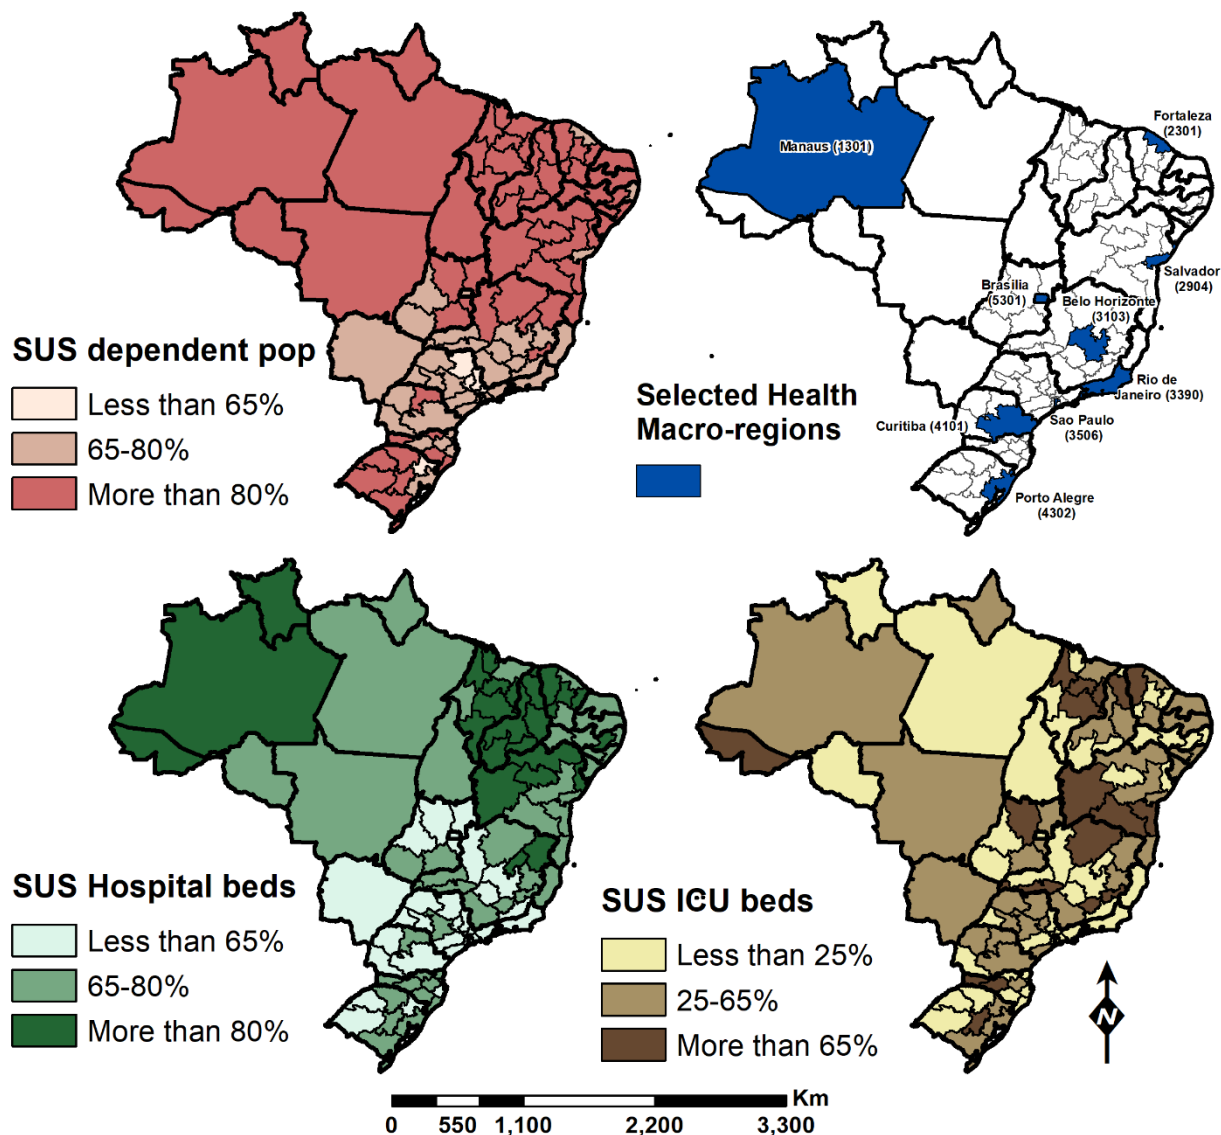 SUS dependent pop
Less than 65%
65-80%
More than 80%
Manaus (1301)
Fortaleza
(2301)
Salvador
(2904)
Brasilia
(5301)
Belo Horizonte
(3103)
Rio de
Janeiro (3390)
Sao Paulo
(3506)
Curitiba (4101)
Porto Alegre
(4302)
Selected Health
Macro-regions
SUS Hospital beds
Less than 65%
65-80%
More than 80%
SUS ICU beds
Less than 25%
25-65%
More than 65%
N
Km
0 550 1,100 2,200 3,300